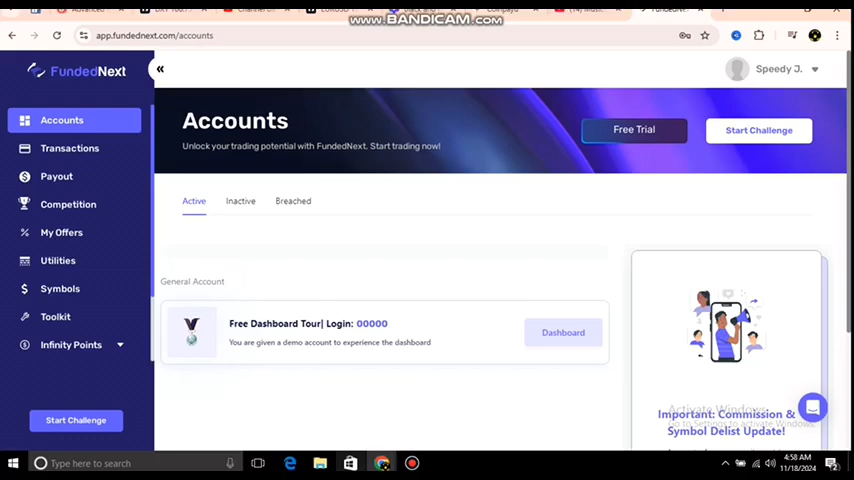 www.BANDICAM.com
app.fundednext.com/accounts
FundedNext
Speedy J.
Accounts
Transactions
Payout
Competition
My Offers
Utilities
Symbols
Toolkit
Infinity Points
Start Challenge
Accounts
Unlock your trading potential with FundedNext. Start trading now!
Free Trial
Start Challenge
Active Inactive Breached
General Account
Free Dashboard Tour| Login: 00000
You are given a demo account to experience the dashboard
Dashboard
Important: Commission &
Symbol Delist Update!
Activate Windows
Go to Settings to activate Windows.
Type here to search
4:58 AM
11/18/2024